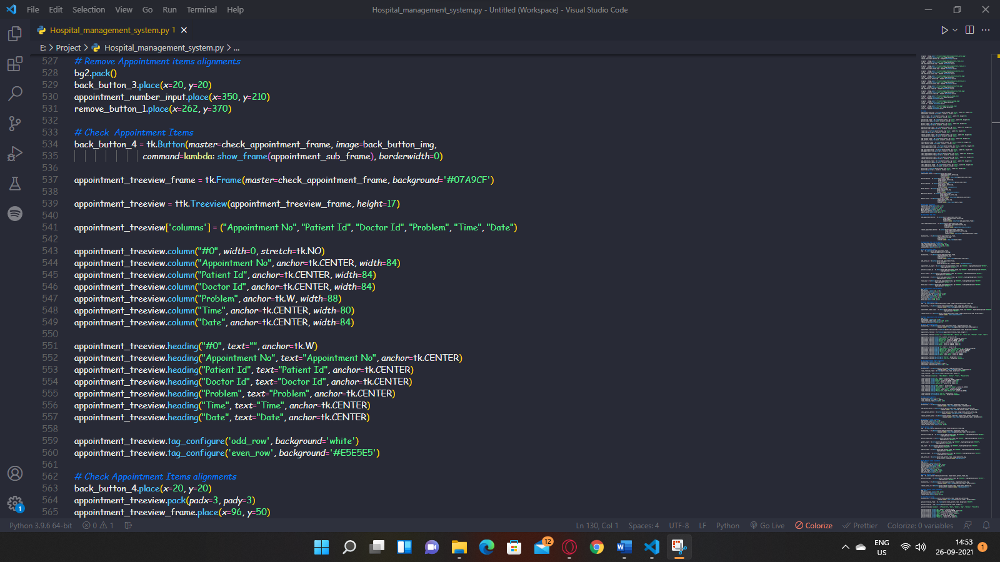 File Edit Selection View Go Run Terminal Help
Hospital_management_system.py - Untitled (Workspace) - Visual Studio Code
Hospital_management_system.py 1
E: > Project > Hospital_management_system.py > ...
527 # Remove Appointment items alignments
528 bg2.pack()
529 back_button_3.place(x=20, y=20)
530 appointment_number_input.place(x=350, y=210)
531 remove_button_1.place(x=262, y=370)
532
533 # Check  Appointment Items
534 back_button_4 = tk.Button(master=check_appointment_frame, image=back_button_img,
535 command=lambda: show_frame(appointment_sub_frame), borderwidth=0)
536
537 appointment_treeview_frame = tk.Frame(master=check_appointment_frame, background='#07A9CF')
538
539 appointment_treeview = ttk.Treeview(appointment_treeview_frame, height=17)
540
541 appointment_treeview['columns'] = ("Appointment No", "Patient Id", "Doctor Id", "Problem", "Time", "Date")
542
543 appointment_treeview.column("#0", width=0, stretch=tk.NO)
544 appointment_treeview.column("Appointment No", anchor=tk.CENTER, width=84)
545 appointment_treeview.column("Patient Id", anchor=tk.CENTER, width=84)
546 appointment_treeview.column("Doctor Id", anchor=tk.CENTER, width=84)
547 appointment_treeview.column("Problem", anchor=tk.W, width=88)
548 appointment_treeview.column("Time", anchor=tk.CENTER, width=80)
549 appointment_treeview.column("Date", anchor=tk.CENTER, width=84)
550
551 appointment_treeview.heading("#0", text="", anchor=tk.W)
552 appointment_treeview.heading("Appointment No", text="Appointment No", anchor=tk.CENTER)
553 appointment_treeview.heading("Patient Id", text="Patient Id", anchor=tk.CENTER)
554 appointment_treeview.heading("Doctor Id", text="Doctor Id", anchor=tk.CENTER)
555 appointment_treeview.heading("Problem", text="Problem", anchor=tk.CENTER)
556 appointment_treeview.heading("Time", text="Time", anchor=tk.CENTER)
557 appointment_treeview.heading("Date", text="Date", anchor=tk.CENTER)
558
559 appointment_treeview.tag_configure('odd_row', background='white')
560 appointment_treeview.tag_configure('even_row', background='#E5E5E5')
561
562 # Check Appointment Items alignments
563 back_button_4.place(x=20, y=20)
564 appointment_treeview.pack(padx=3, pady=3)
565 appointment_treeview_frame.place(x=96, y=50)
1
Python 3.9.6 64-bit 0 1 Ln 130, Col 1 Spaces: 4 UTF-8 LF Python Go Live Colorize Prettier Colorize: 0 variables
12
ENG
US
14:53
26-09-2021
1